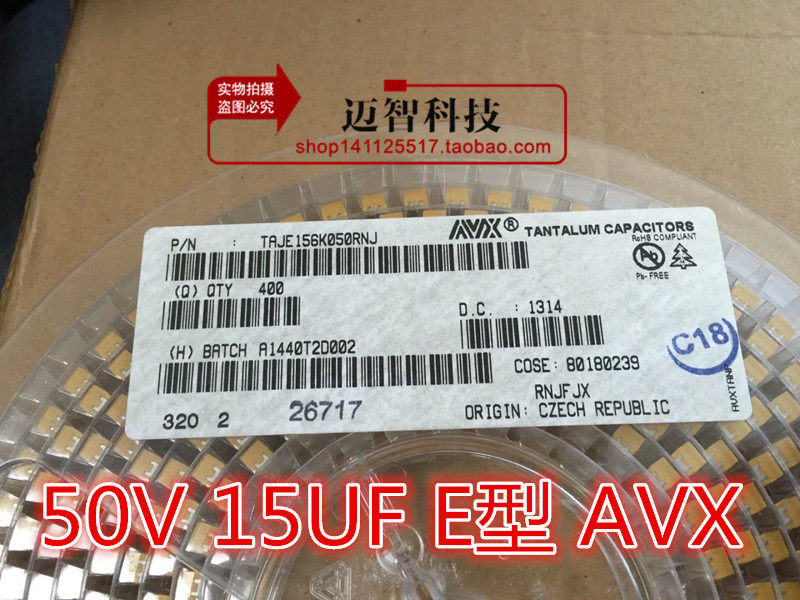 实物拍摄
盗图必究
迈智科技
shop141125517.taobao.com
P/N : TAJE156K050RNJ
AVX® TANTALUM CAPACITORS
RoHS COMPLIANT
Pb
Pb- FREE
(Q) QTY 400
D.C. : 1314
(H) BATCH A1440T2D002
COSE: 80180239
C18
RNJFJX
320 2 26717
ORIGIN: CZECH REPUBLIC
50V 15UF E型 AVX